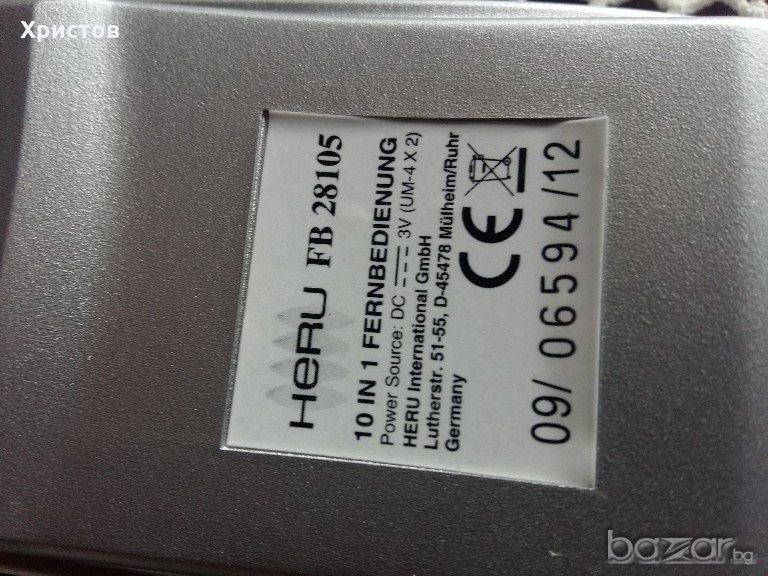 Христов
HERU FB 28105
10 IN 1 FERNBEDIENUNG
Power Source: DC 3V (UM-4 X 2)
HERU International GmbH
Lutherstr. 51-55, D-45478 Mülheim/Ruhr
Germany
CE
09/ 06594 /12
bazar.bg